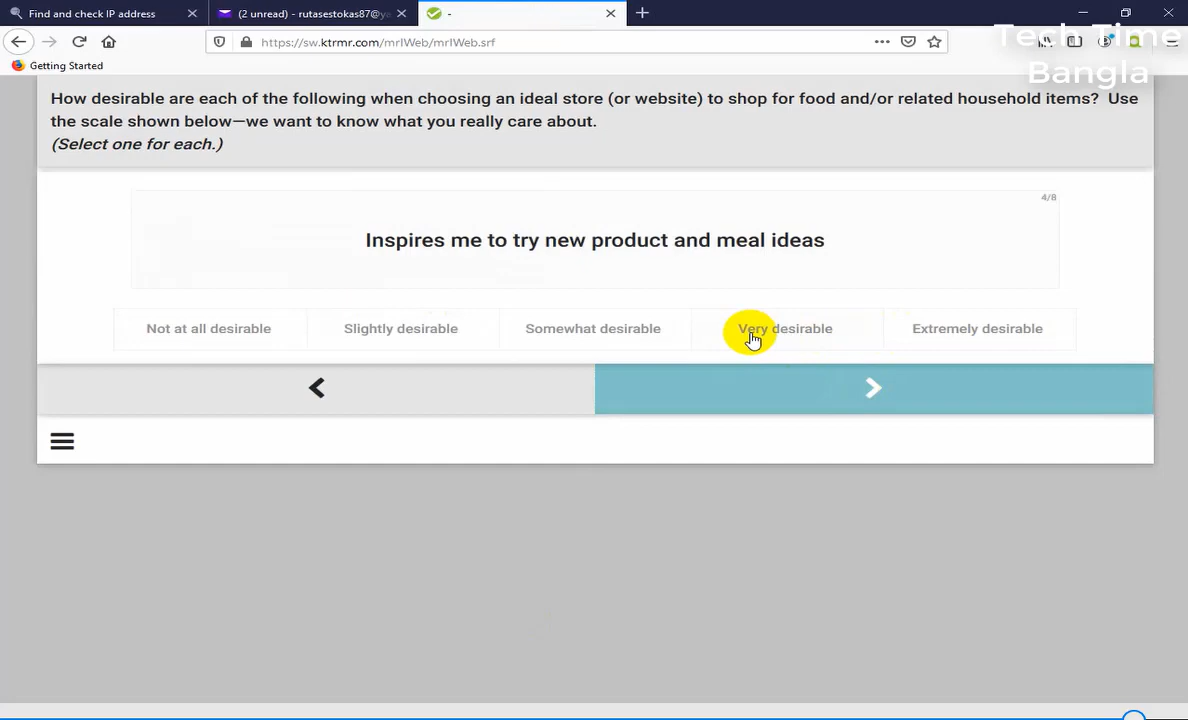 Find and check IP address
(2 unread) - rutasestokas87@y
-
https://sw.ktrmr.com/mrIWeb/mrIWeb.srf
Tech Time
Bangla
Getting Started
How desirable are each of the following when choosing an ideal store (or website) to shop for food and/or related household items? Use
the scale shown below—we want to know what you really care about.
(Select one for each.)
4/8
Inspires me to try new product and meal ideas
Not at all desirable
Slightly desirable
Somewhat desirable
Very desirable
Extremely desirable